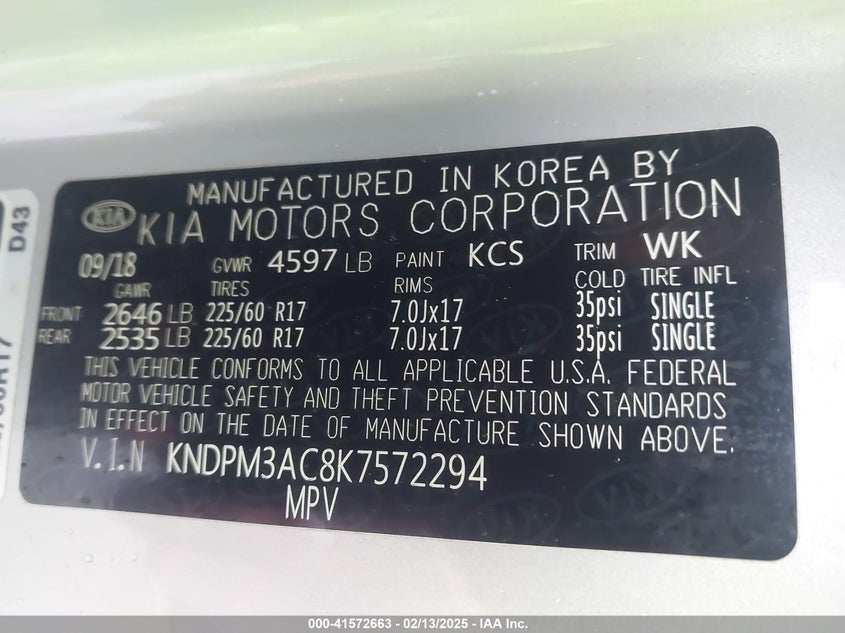 MANUFACTURED IN KOREA BY
KIA KIA MOTORS CORPORATION
09/18 GVWR 4597 LB PAINT KCS TRIM WK
GAWR TIRES RIMS COLD TIRE INFL
FRONT 2646 LB 225/60 R17 7.0Jx17 35psi SINGLE
REAR 2535 LB 225/60 R17 7.0Jx17 35psi SINGLE
THIS VEHICLE CONFORMS TO ALL APPLICABLE U.S.A. FEDERAL
MOTOR VEHICLE SAFETY AND THEFT PREVENTION STANDARDS
IN EFFECT ON THE DATE OF MANUFACTURE SHOWN ABOVE.
V.I.N KNDPM3AC8K7572294
MPV
D43
000-41572663 - 02/13/2025 - © IAA Inc.